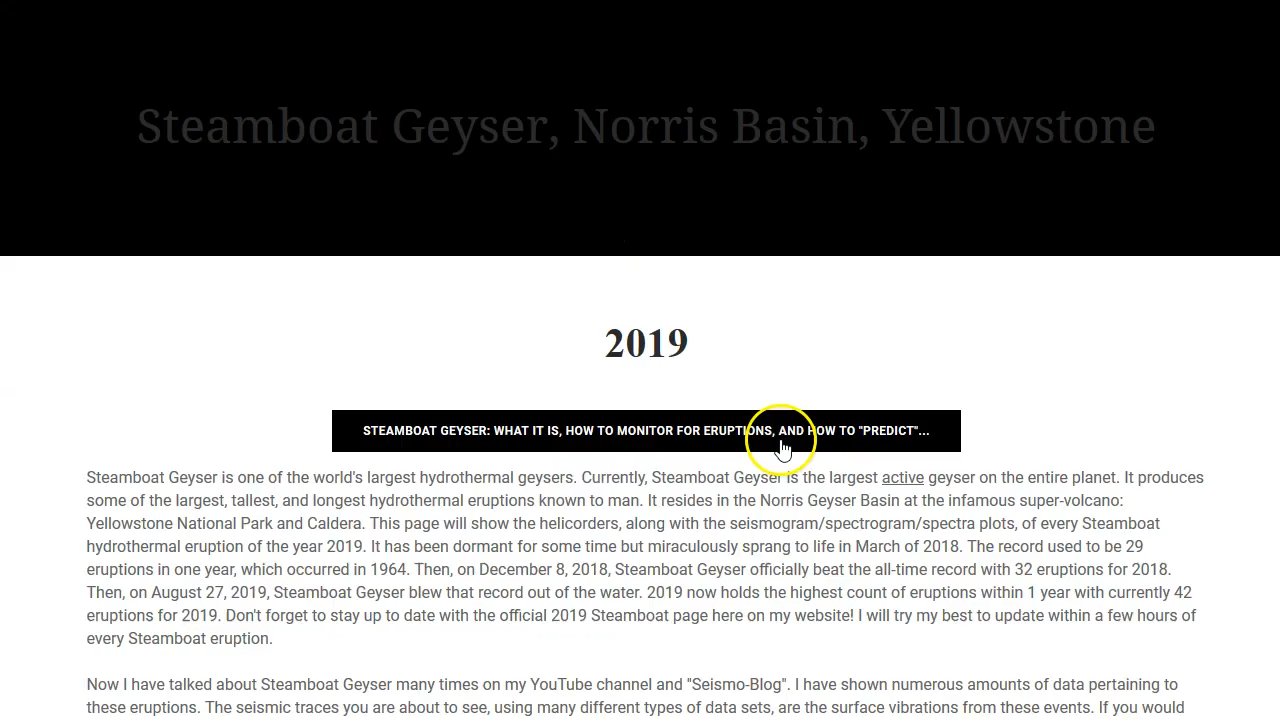 Steamboat Geyser, Norris Basin, Yellowstone
2019
STEAMBOAT GEYSER: WHAT IT IS, HOW TO MONITOR FOR ERUPTIONS, AND HOW TO "PREDICT"...
Steamboat Geyser is one of the world's largest hydrothermal geysers. Currently, Steamboat Geyser is the largest active geyser on the entire planet. It produces
some of the largest, tallest, and longest hydrothermal eruptions known to man. It resides in the Norris Geyser Basin at the infamous super-volcano:
Yellowstone National Park and Caldera. This page will show the helicorders, along with the seismogram/spectrogram/spectra plots, of every Steamboat
hydrothermal eruption of the year 2019. It has been dormant for some time but miraculously sprang to life in March of 2018. The record used to be 29
eruptions in one year, which occurred in 1964. Then, on December 8, 2018, Steamboat Geyser officially beat the all-time record with 32 eruptions for 2018.
Then, on August 27, 2019, Steamboat Geyser blew that record out of the water. 2019 now holds the highest count of eruptions within 1 year with currently 42
eruptions for 2019. Don't forget to stay up to date with the official 2019 Steamboat page here on my website! I will try my best to update within a few hours of
every Steamboat eruption.
Now I have talked about Steamboat Geyser many times on my YouTube channel and "Seismo-Blog". I have shown numerous amounts of data pertaining to
these eruptions. The seismic traces you are about to see, using many different types of data sets, are the surface vibrations from these events. If you would